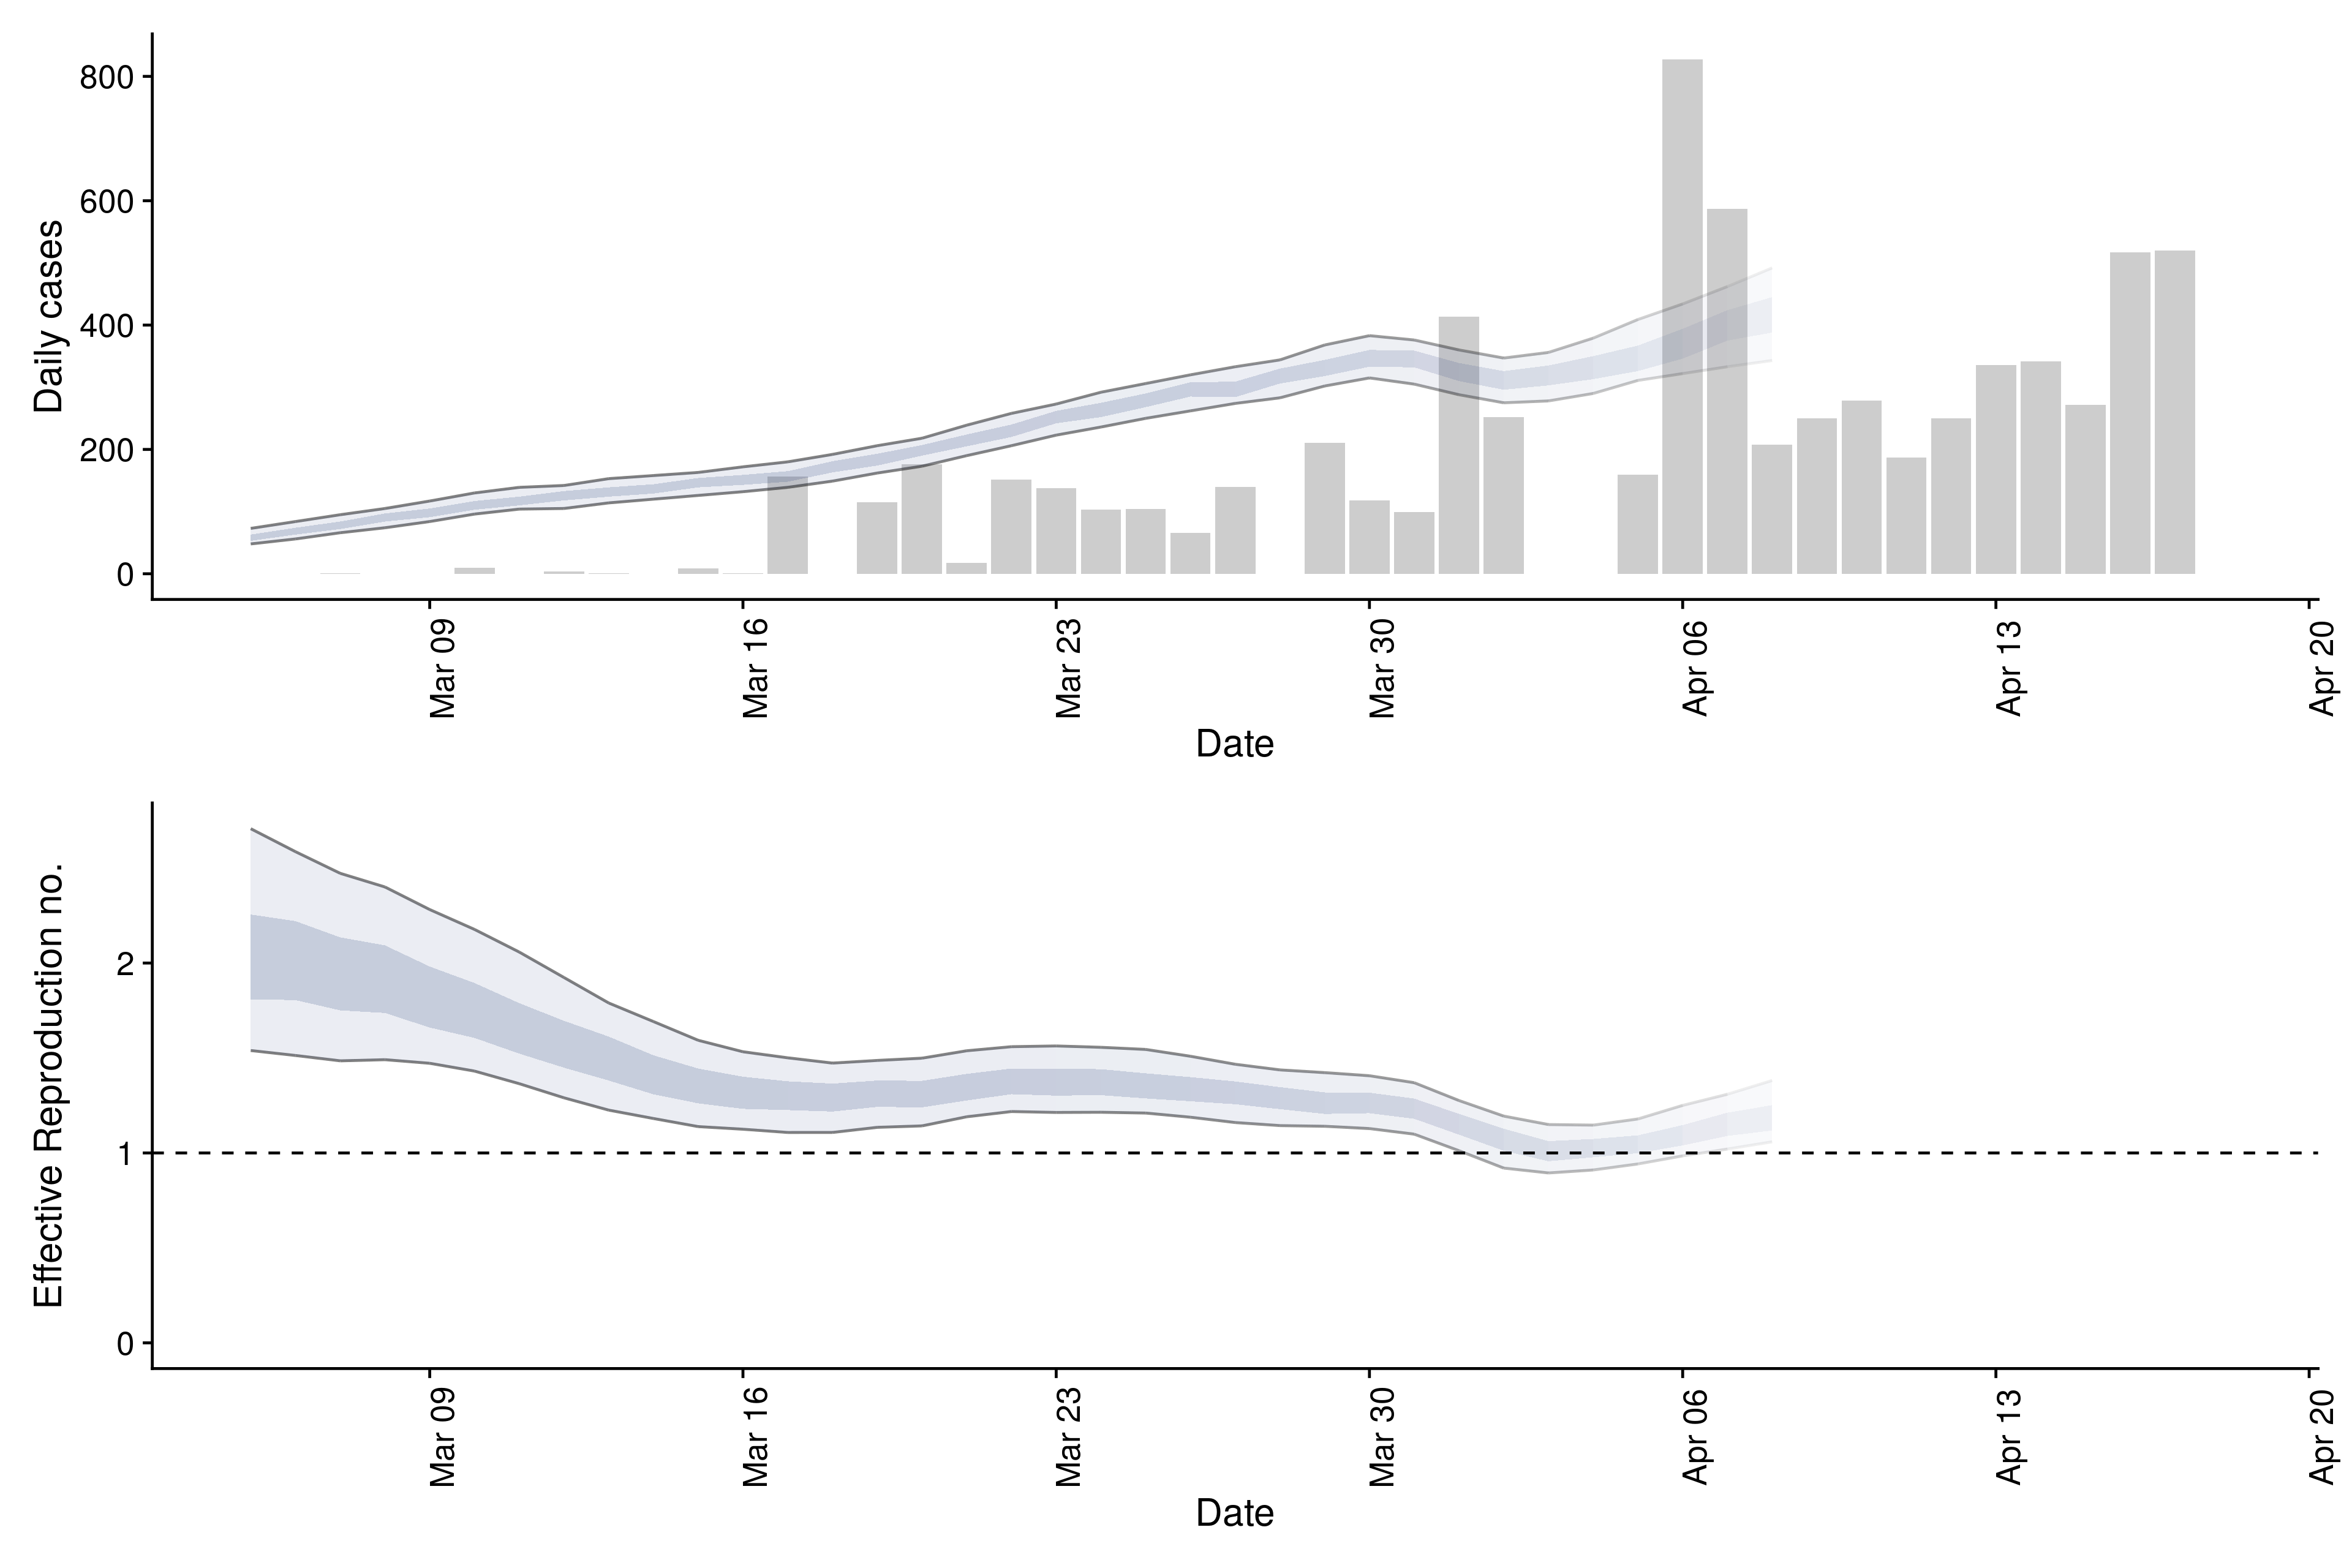 Daily cases
800
600
400
200
0
Mar 09
Mar 16
Mar 23
Mar 30
Apr 06
Apr 13
Apr 20
Date
Effective Reproduction no.
2
1
0
Mar 09
Mar 16
Mar 23
Mar 30
Apr 06
Apr 13
Apr 20
Date